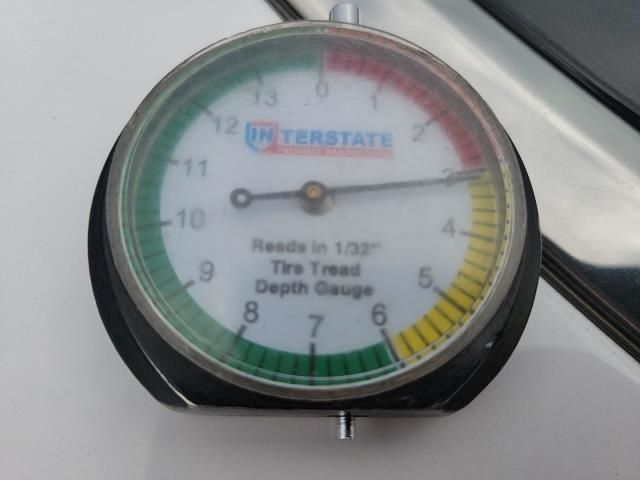 0
1
2
3
4
5
6
7
8
9
10
11
12
13
INTERSTATE
PNEUMATIC
Reads in 1/32"
Tire Tread
Depth Gauge